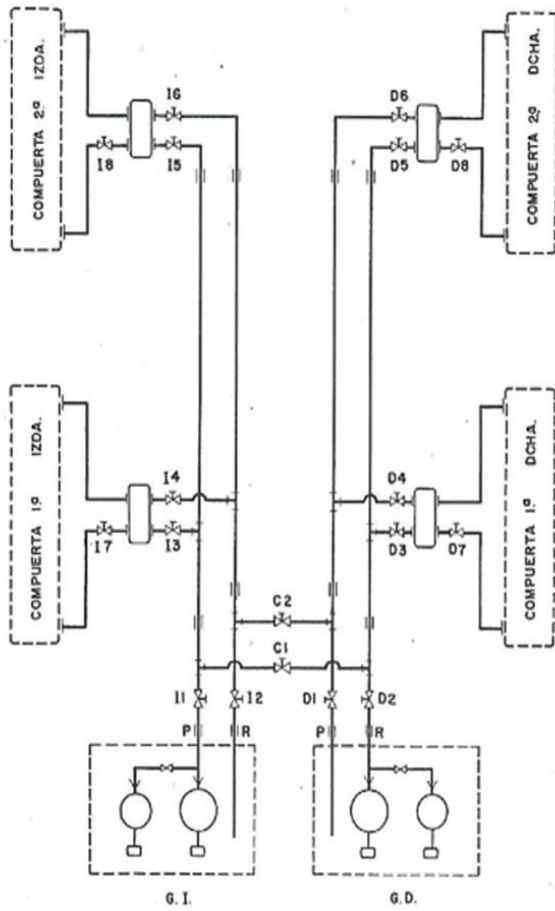 COMPUERTA 2ª IZDA.
I6
I8
I5
D6
D5
D8
COMPUERTA 2ª DCHA.
COMPUERTA 1ª IZDA.
I4
I7
I3
D4
D3
D7
COMPUERTA 1ª DCHA.
C2
C1
I1
I2
D1
D2
P
R
P
R
G.I.
G.D.